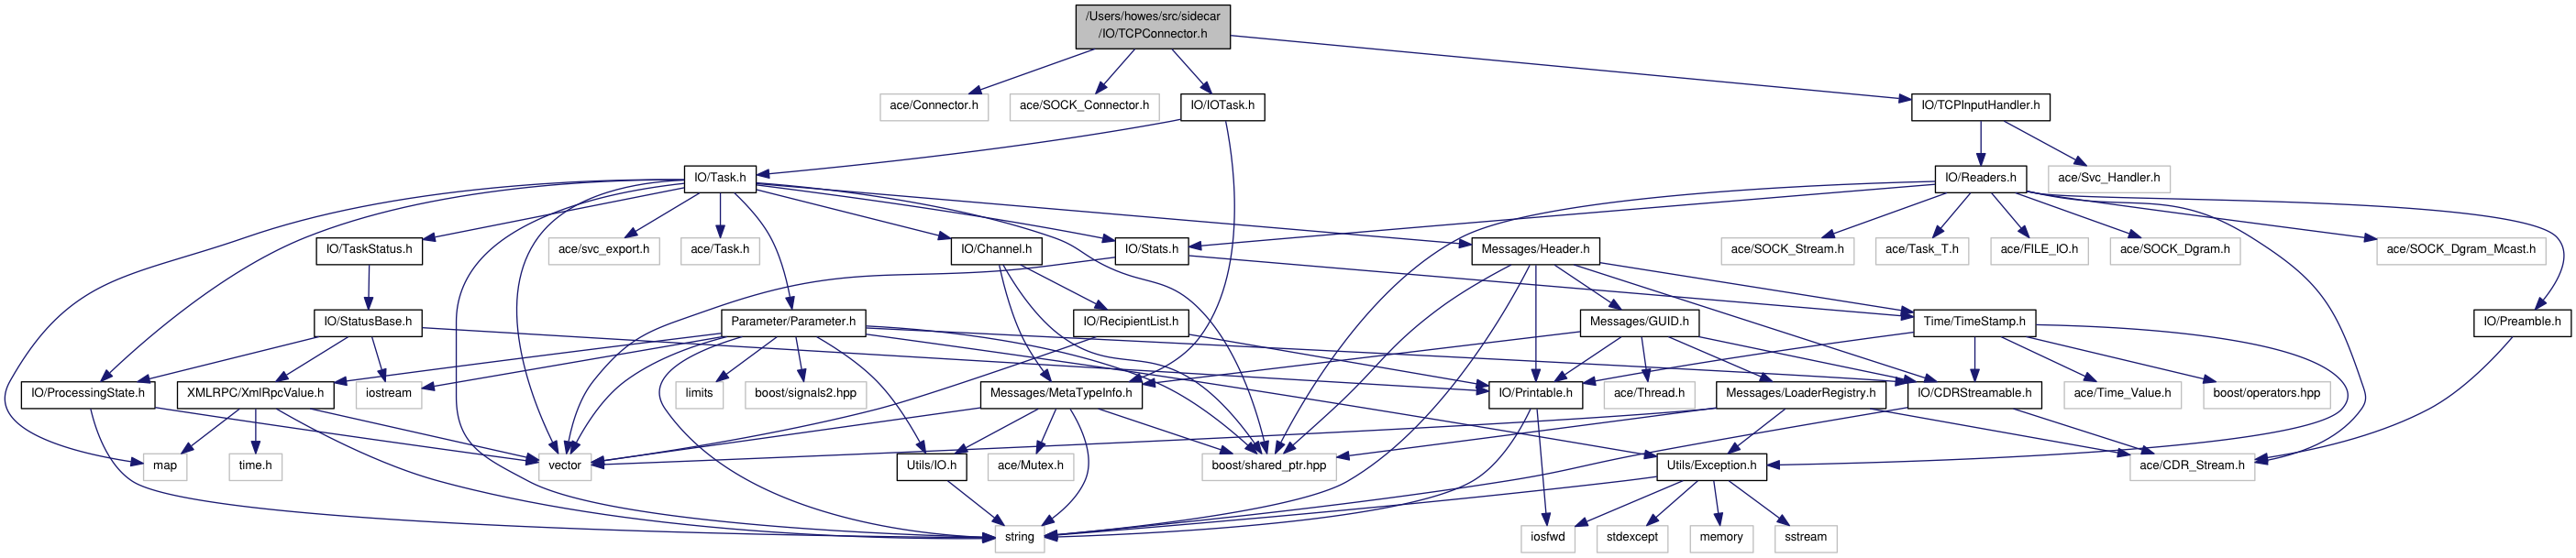 /Users/howes/src/sidecar
/IO/TCPConnector.h
ace/Connector.h
ace/SOCK_Connector.h
IO/IOTask.h
IO/TCPInputHandler.h
IO/Task.h
IO/Readers.h
ace/Svc_Handler.h
IO/TaskStatus.h
ace/svc_export.h
ace/Task.h
IO/Channel.h
IO/Stats.h
Messages/Header.h
ace/SOCK_Stream.h
ace/Task_T.h
ace/FILE_IO.h
ace/SOCK_Dgram.h
ace/SOCK_Dgram_Mcast.h
IO/StatusBase.h
Parameter/Parameter.h
IO/RecipientList.h
Messages/GUID.h
Time/TimeStamp.h
IO/Preamble.h
IO/ProcessingState.h
XMLRPC/XmlRpcValue.h
iostream
limits
boost/signals2.hpp
Messages/MetaTypeInfo.h
IO/Printable.h
ace/Thread.h
Messages/LoaderRegistry.h
IO/CDRStreamable.h
ace/Time_Value.h
boost/operators.hpp
map
time.h
vector
Utils/IO.h
ace/Mutex.h
boost/shared_ptr.hpp
Utils/Exception.h
ace/CDR_Stream.h
string
iosfwd
stdexcept
memory
sstream